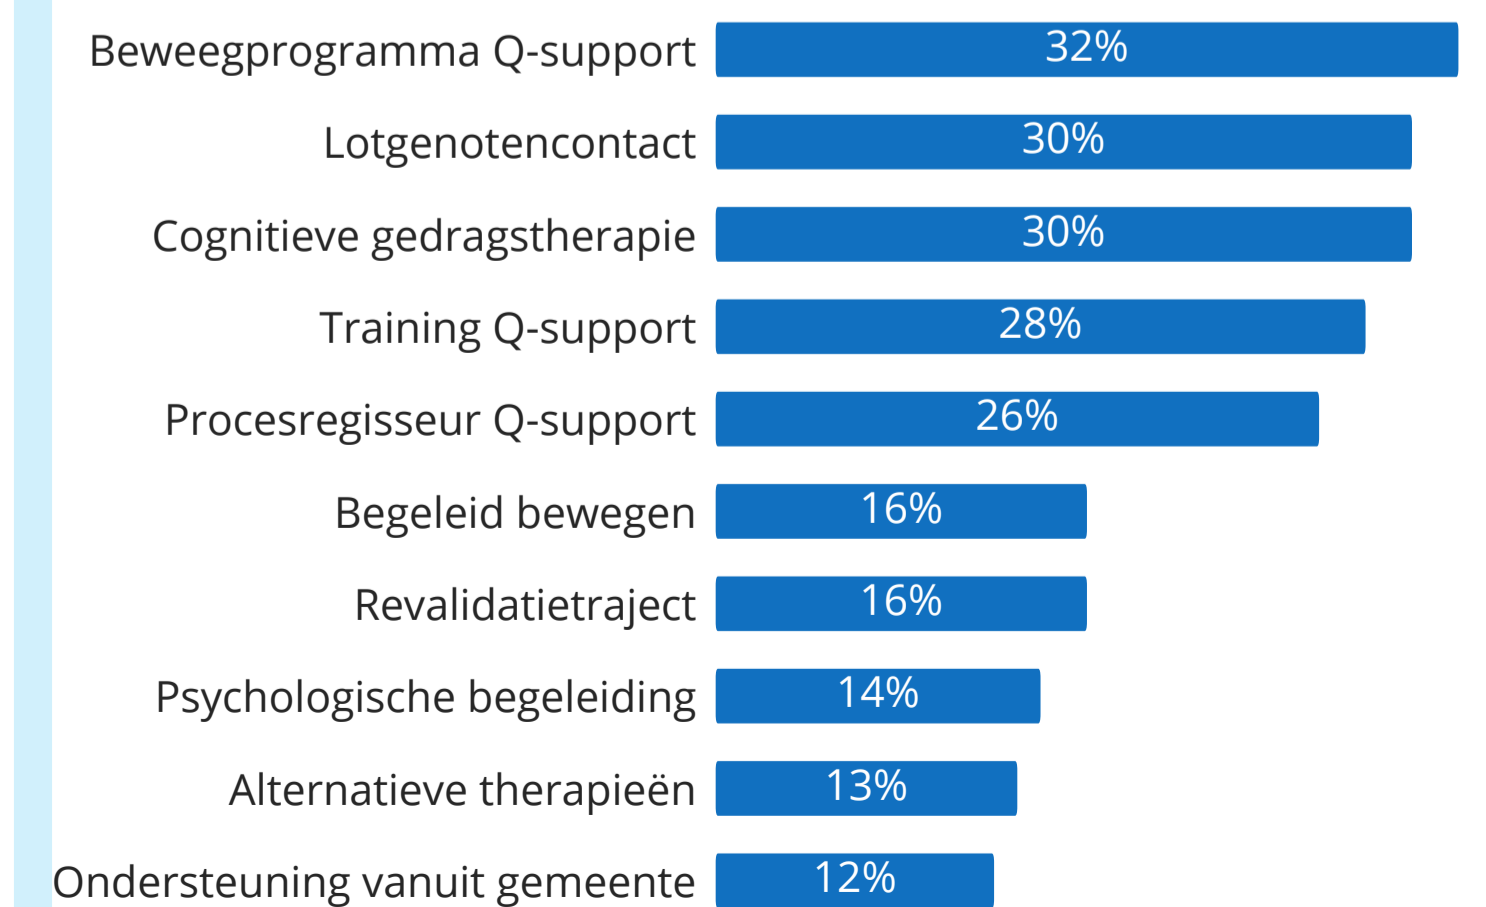 Beweegprogramma Q-support 32%
Lotgenotencontact 30%
Cognitieve gedragstherapie 30%
Training Q-support 28%
Procesregisseur Q-support 26%
Begeleid bewegen 16%
Revalidatietraject 16%
Psychologische begeleiding 14%
Alternatieve therapieën 13%
Ondersteuning vanuit gemeente 12%